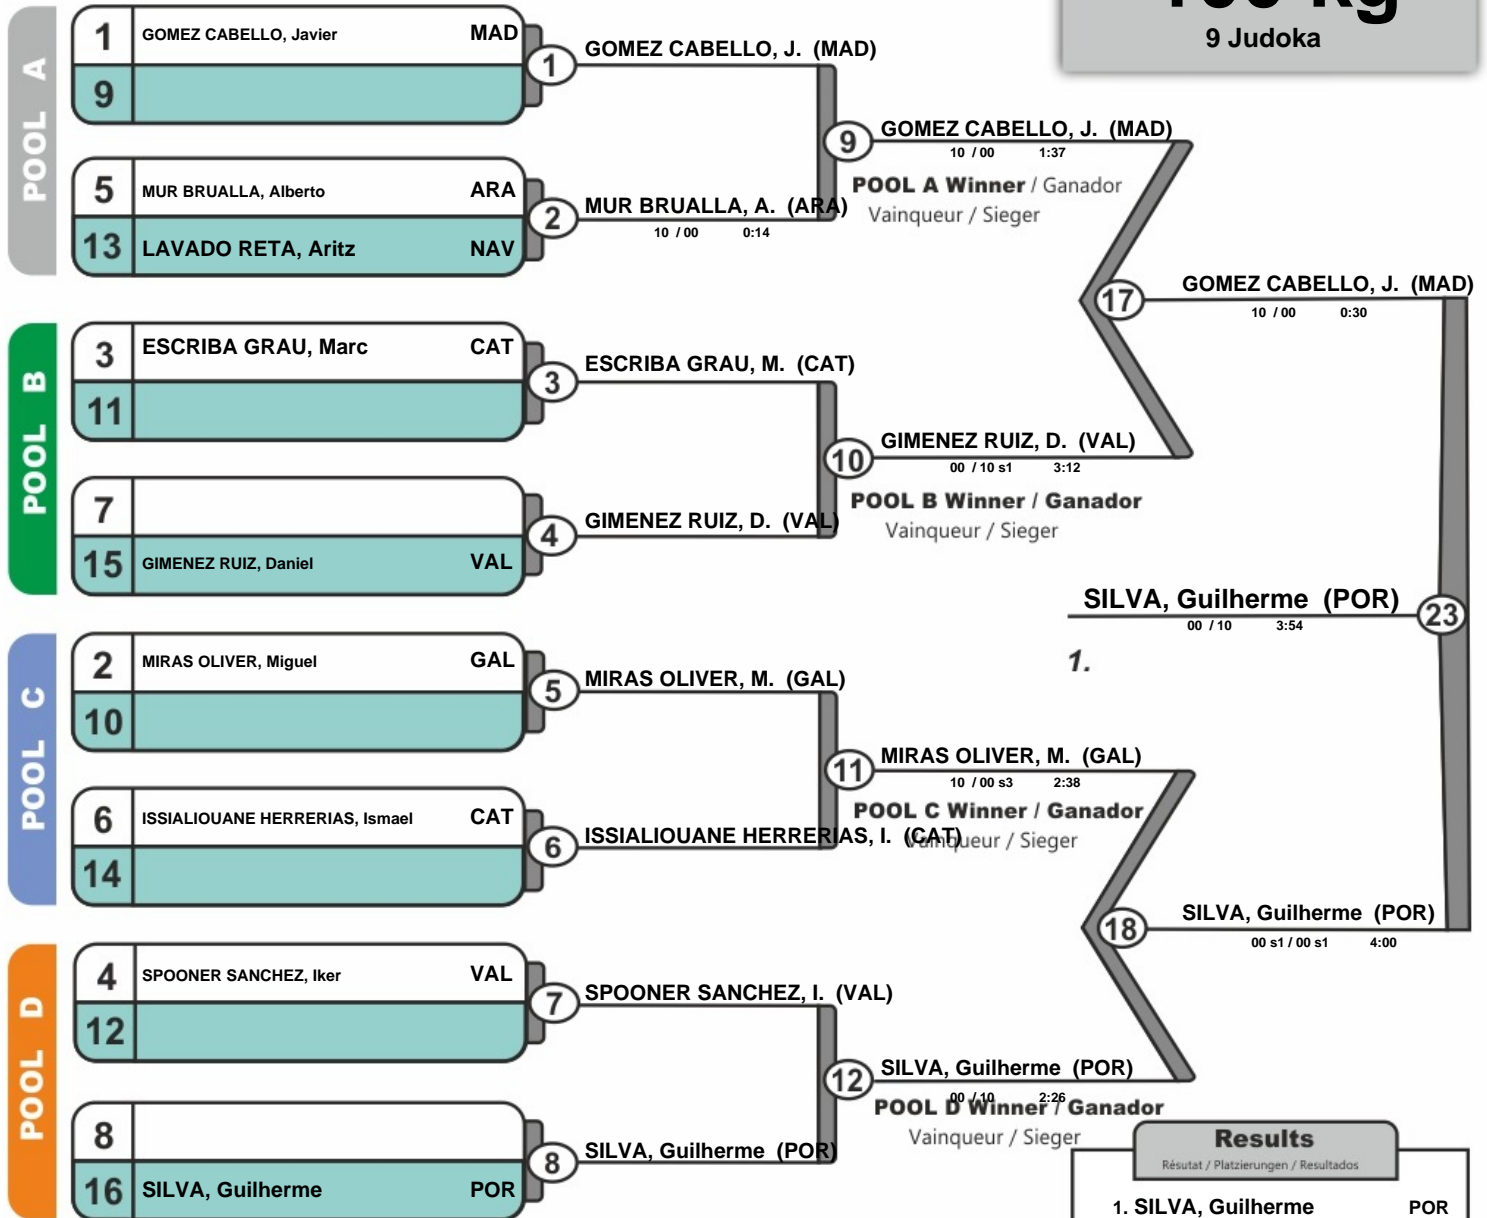 kg
9 Judoka
POOL A
1 GOMEZ CABELLO, Javier MAD
9
5 MUR BRUALLA, Alberto ARA
13 LAVADO RETA, Aritz NAV
1 GOMEZ CABELLO, J. (MAD)
2 MUR BRUALLA, A. (ARA)
10 / 00 0:14
9 GOMEZ CABELLO, J. (MAD)
10 / 00 1:37
POOL A Winner / Ganador
Vainqueur / Sieger
POOL B
3 ESCRIBA GRAU, Marc CAT
11
7
15 GIMENEZ RUIZ, Daniel VAL
3 ESCRIBA GRAU, M. (CAT)
4 GIMENEZ RUIZ, D. (VAL)
10 GIMENEZ RUIZ, D. (VAL)
00 / 10 s1 3:12
POOL B Winner / Ganador
Vainqueur / Sieger
17 GOMEZ CABELLO, J. (MAD)
10 / 00 0:30
POOL C
2 MIRAS OLIVER, Miguel GAL
10
6 ISSIALIOUANE HERRERIAS, Ismael CAT
14
5 MIRAS OLIVER, M. (GAL)
6 ISSIALIOUANE HERRERIAS, I. (CAT)
11 MIRAS OLIVER, M. (GAL)
10 / 00 s3 2:38
POOL C Winner / Ganador
Vainqueur / Sieger
POOL D
4 SPOONER SANCHEZ, Iker VAL
12
8
16 SILVA, Guilherme POR
7 SPOONER SANCHEZ, I. (VAL)
8 SILVA, Guilherme (POR)
12 SILVA, Guilherme (POR)
00 / 10 2:26
POOL D Winner / Ganador
Vainqueur / Sieger
18 SILVA, Guilherme (POR)
00 s1 / 00 s1 4:00
SILVA, Guilherme (POR) 23
00 / 10 3:54
1.
Results
Résutat / Platzierungen / Resultados
1. SILVA, Guilherme POR